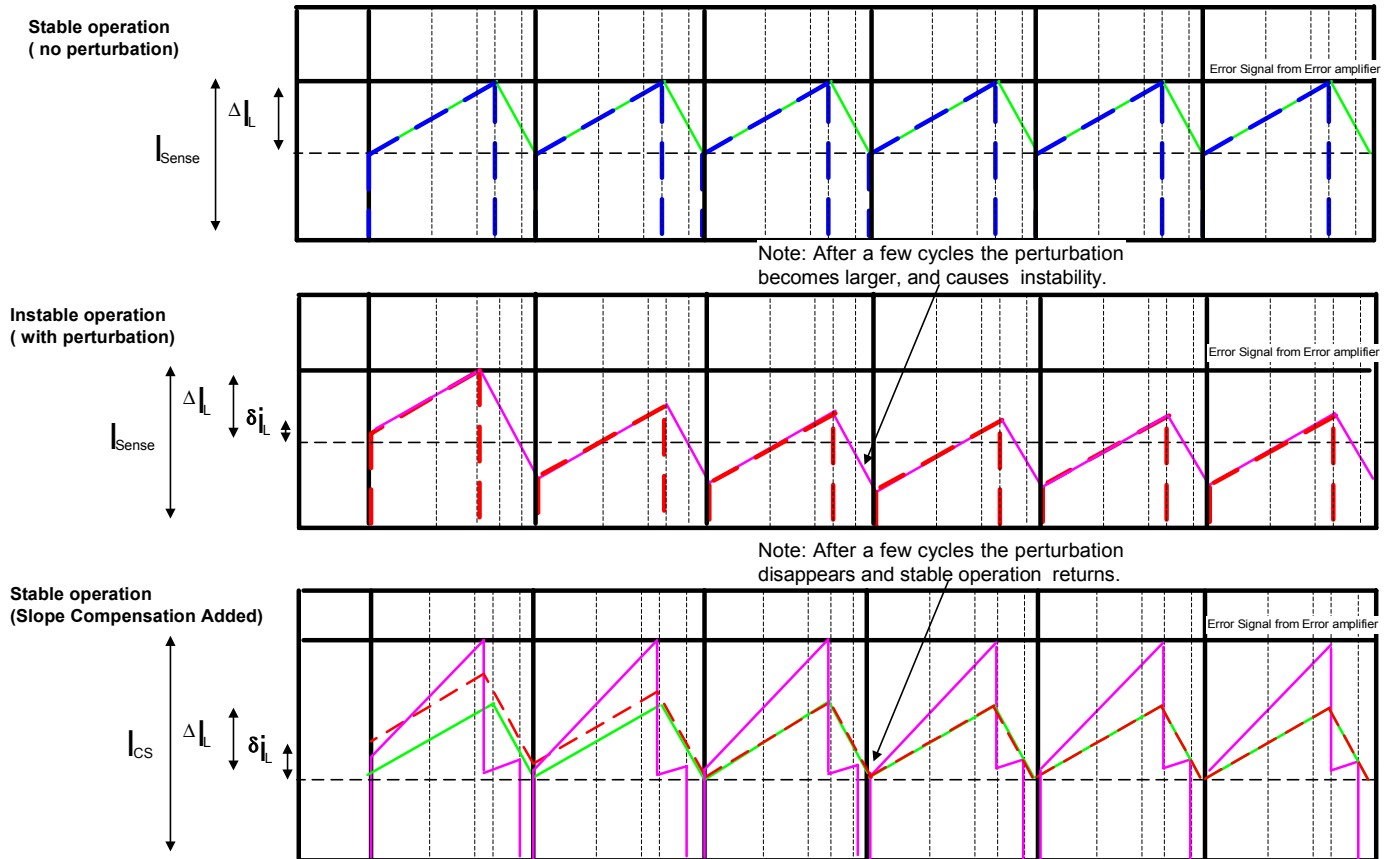 Stable operation
( no perturbation)
Error Signal from Error amplifier
ΔIL
ISense
Note: After a few cycles the perturbation
becomes larger, and causes instability.
Instable operation
( with perturbation)
Error Signal from Error amplifier
ΔIL
δiL
ISense
Note: After a few cycles the perturbation
disappears and stable operation returns.
Stable operation
(Slope Compensation Added)
Error Signal from Error amplifier
ΔIL
δiL
ICS